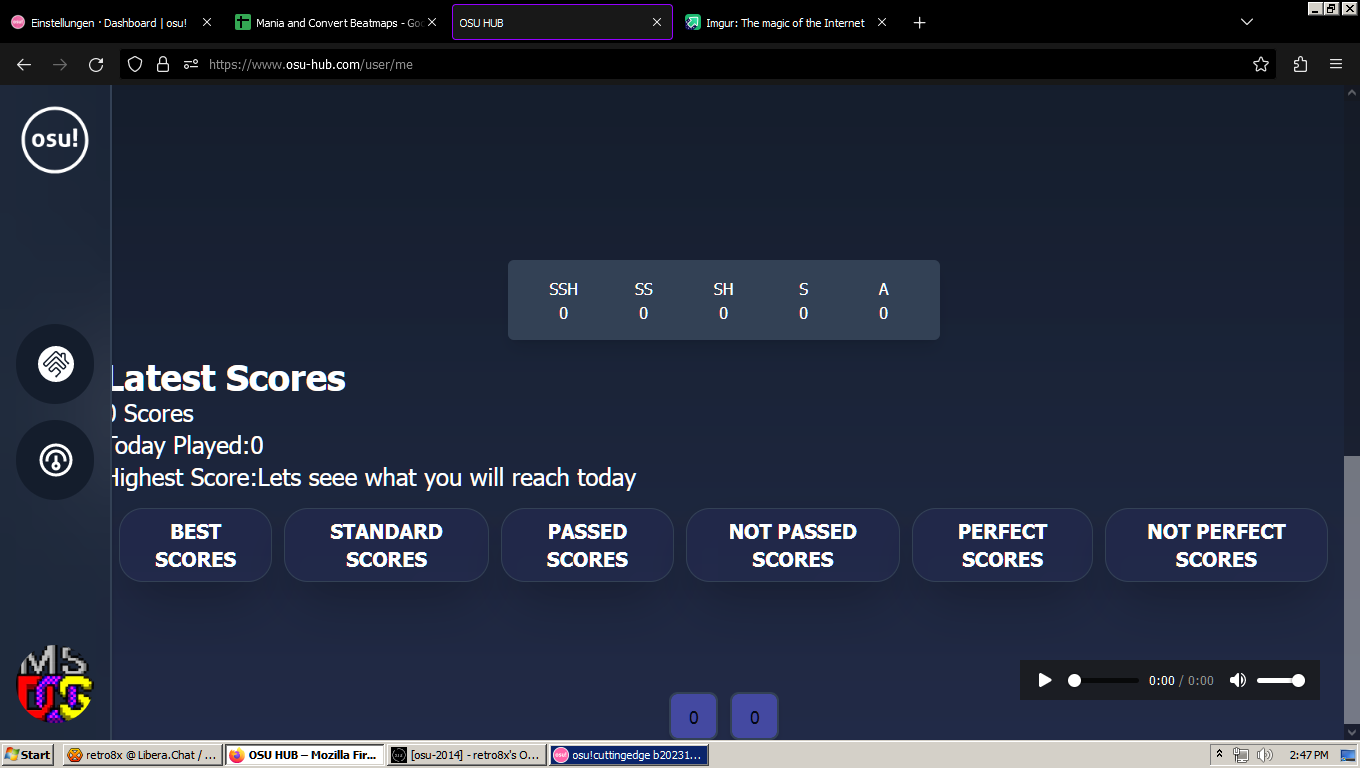 Einstellungen · Dashboard | osu!
Mania and Convert Beatmaps - Goo
OSU HUB
Imgur: The magic of the Internet
https://www.osu-hub.com/user/me
osu!
SSH SS SH S A
0 0 0 0 0
Latest Scores
0 Scores
Today Played:0
Highest Score:Lets seee what you will reach today
BEST SCORES
STANDARD SCORES
PASSED SCORES
NOT PASSED SCORES
PERFECT SCORES
NOT PERFECT SCORES
MS
DOS
0:00 / 0:00
0 0
Start
retro8x @ Libera.Chat / ...
OSU HUB — Mozilla Fir...
[osu-2014] - retro8x's O...
osu!cuttingedge b20231...
2:47 PM